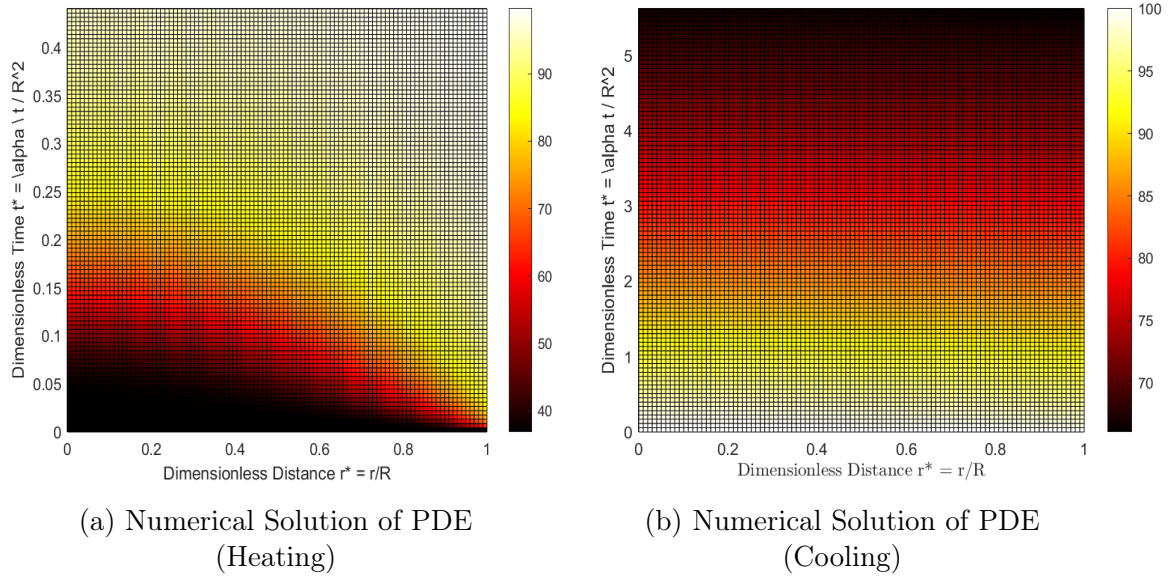 Dimensionless Time t* = \alpha \ t / R^2
0.4
0.35
0.3
0.25
0.2
0.15
0.1
0.05
0
0 0.2 0.4 0.6 0.8 1
Dimensionless Distance r* = r/R
90
80
70
60
50
40
(a) Numerical Solution of PDE
(Heating)
Dimensionless Time t* = \alpha t / R^2
5
4
3
2
1
0
0 0.2 0.4 0.6 0.8 1
Dimensionless Distance r* = r/R
100
95
90
85
80
75
70
(b) Numerical Solution of PDE
(Cooling)